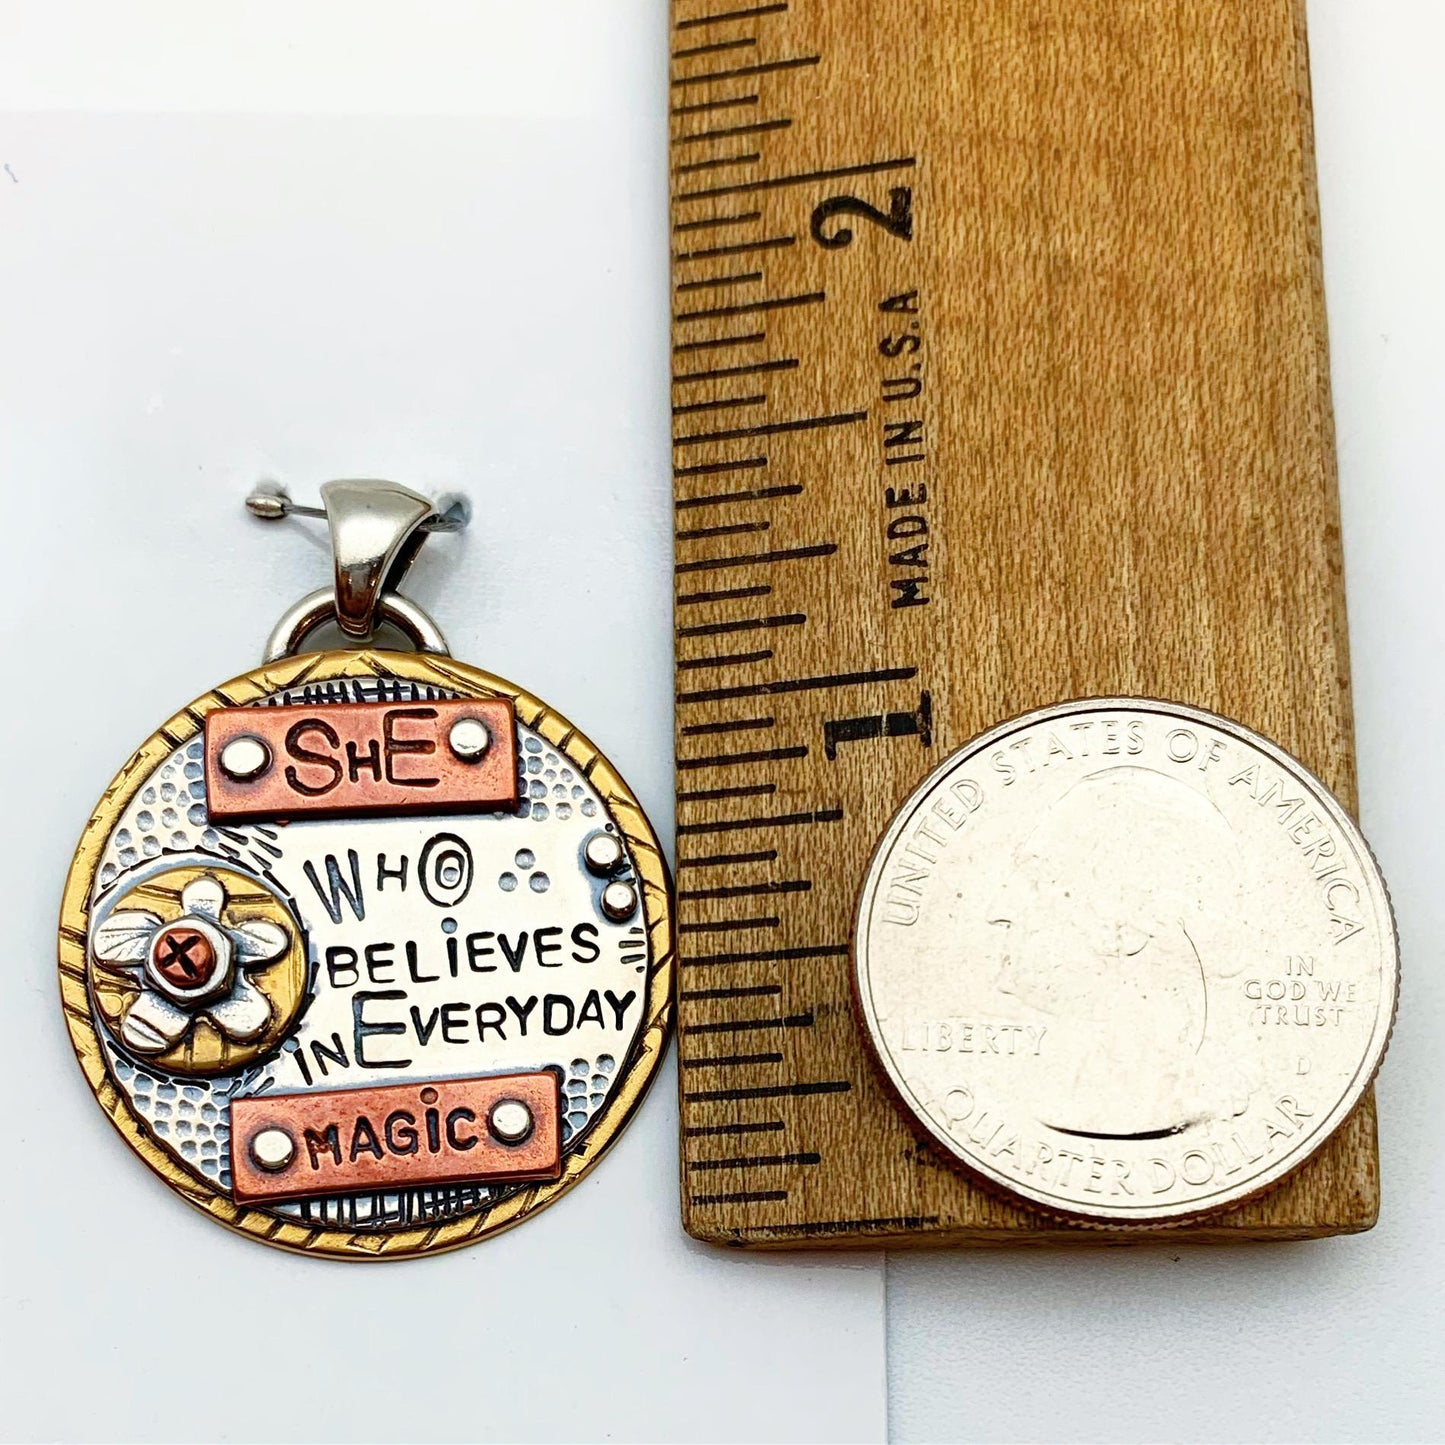 SHE
WHO
BELiEVES
iN EVERYDAY
MAGiC
2
MADE IN U.S.A
1
UNITED STATES OF AMERICA
LIBERTY
IN
GOD WE
TRUST
D
QUARTER DOLLAR